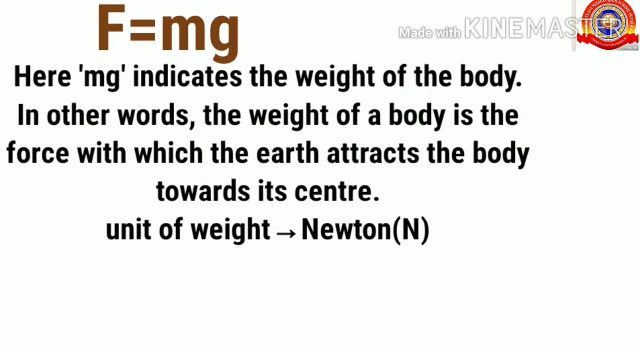 F=mg
Made with KINEMASTER
Here 'mg' indicates the weight of the body.
In other words, the weight of a body is the
force with which the earth attracts the body
towards its centre.
unit of weight→Newton(N)